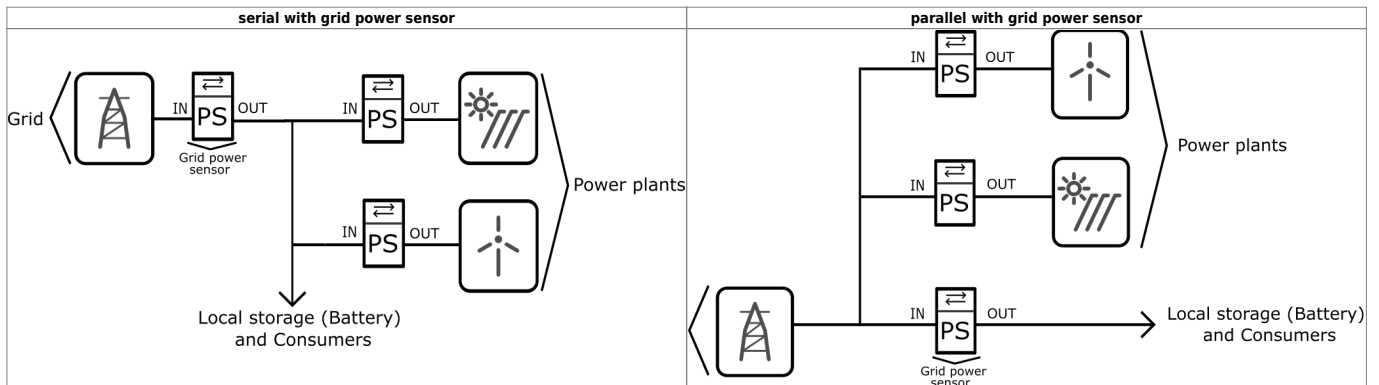 serial with grid power sensor
Grid
IN
PS
OUT
Grid power
sensor
IN
PS
OUT
IN
PS
OUT
Power plants
Local storage (Battery)
and Consumers
parallel with grid power sensor
IN
PS
OUT
IN
PS
OUT
Power plants
IN
PS
OUT
Grid power
sensor
Local storage (Battery)
and Consumers